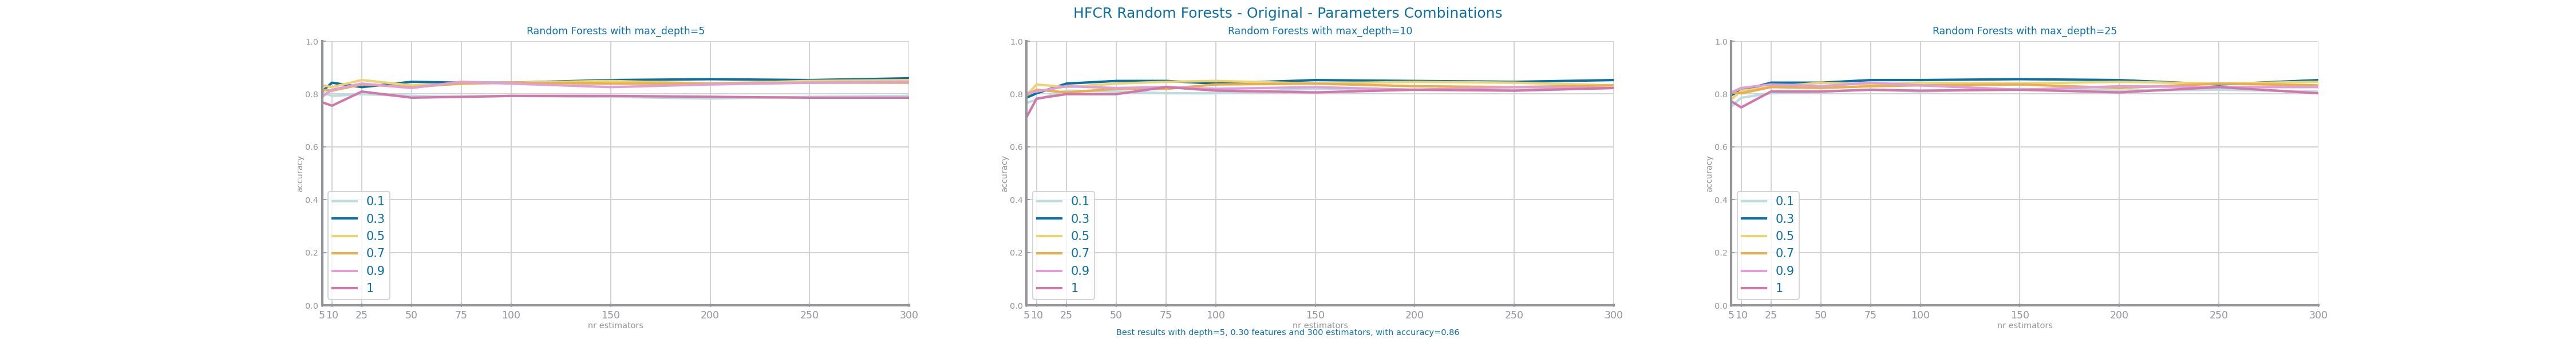 HFCR Random Forests - Original - Parameters Combinations
Random Forests with max_depth=5
1.0
0.8
0.6
0.4
0.2
0.0
accuracy
0.1
0.3
0.5
0.7
0.9
1
5 10 25 50 75 100 150 200 250 300
nr estimators
Random Forests with max_depth=10
1.0
0.8
0.6
0.4
0.2
0.0
accuracy
0.1
0.3
0.5
0.7
0.9
1
5 10 25 50 75 100 150 200 250 300
nr estimators
Random Forests with max_depth=25
1.0
0.8
0.6
0.4
0.2
0.0
accuracy
0.1
0.3
0.5
0.7
0.9
1
5 10 25 50 75 100 150 200 250 300
nr estimators
Best results with depth=5, 0.30 features and 300 estimators, with accuracy=0.86